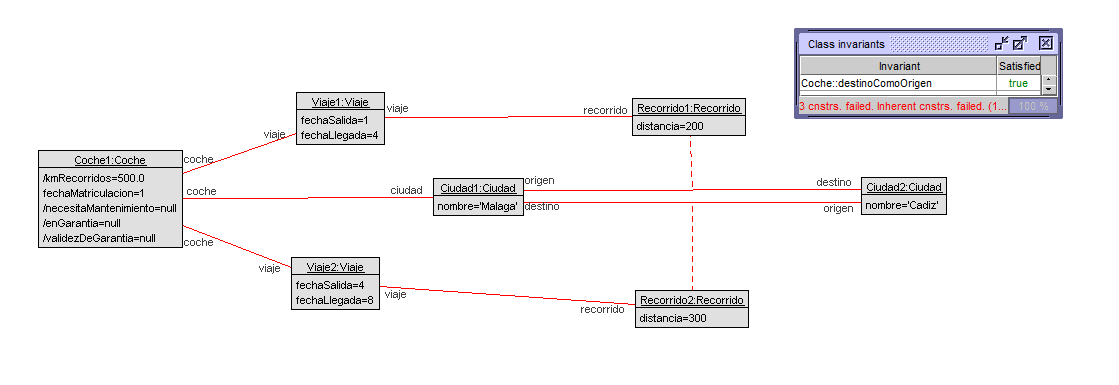 Class invariants
Invariant
Satisfied
Coche::destinoComoOrigen
true
3 cnstrs. failed. Inherent cnstrs. failed. (1...
100 %
Viaje1:Viaje
fechaSalida=1
fechaLlegada=4
viaje
recorrido
Recorrido1:Recorrido
distancia=200
viaje
coche
Coche1:Coche
/kmRecorridos=500.0
fechaMatriculacion=1
/necesitaMantenimiento=null
/enGarantia=null
/validezDeGarantia=null
coche
ciudad
Ciudad1:Ciudad
nombre='Malaga'
origen
destino
destino
origen
Ciudad2:Ciudad
nombre='Cadiz'
coche
viaje
Viaje2:Viaje
fechaSalida=4
fechaLlegada=8
viaje
recorrido
Recorrido2:Recorrido
distancia=300